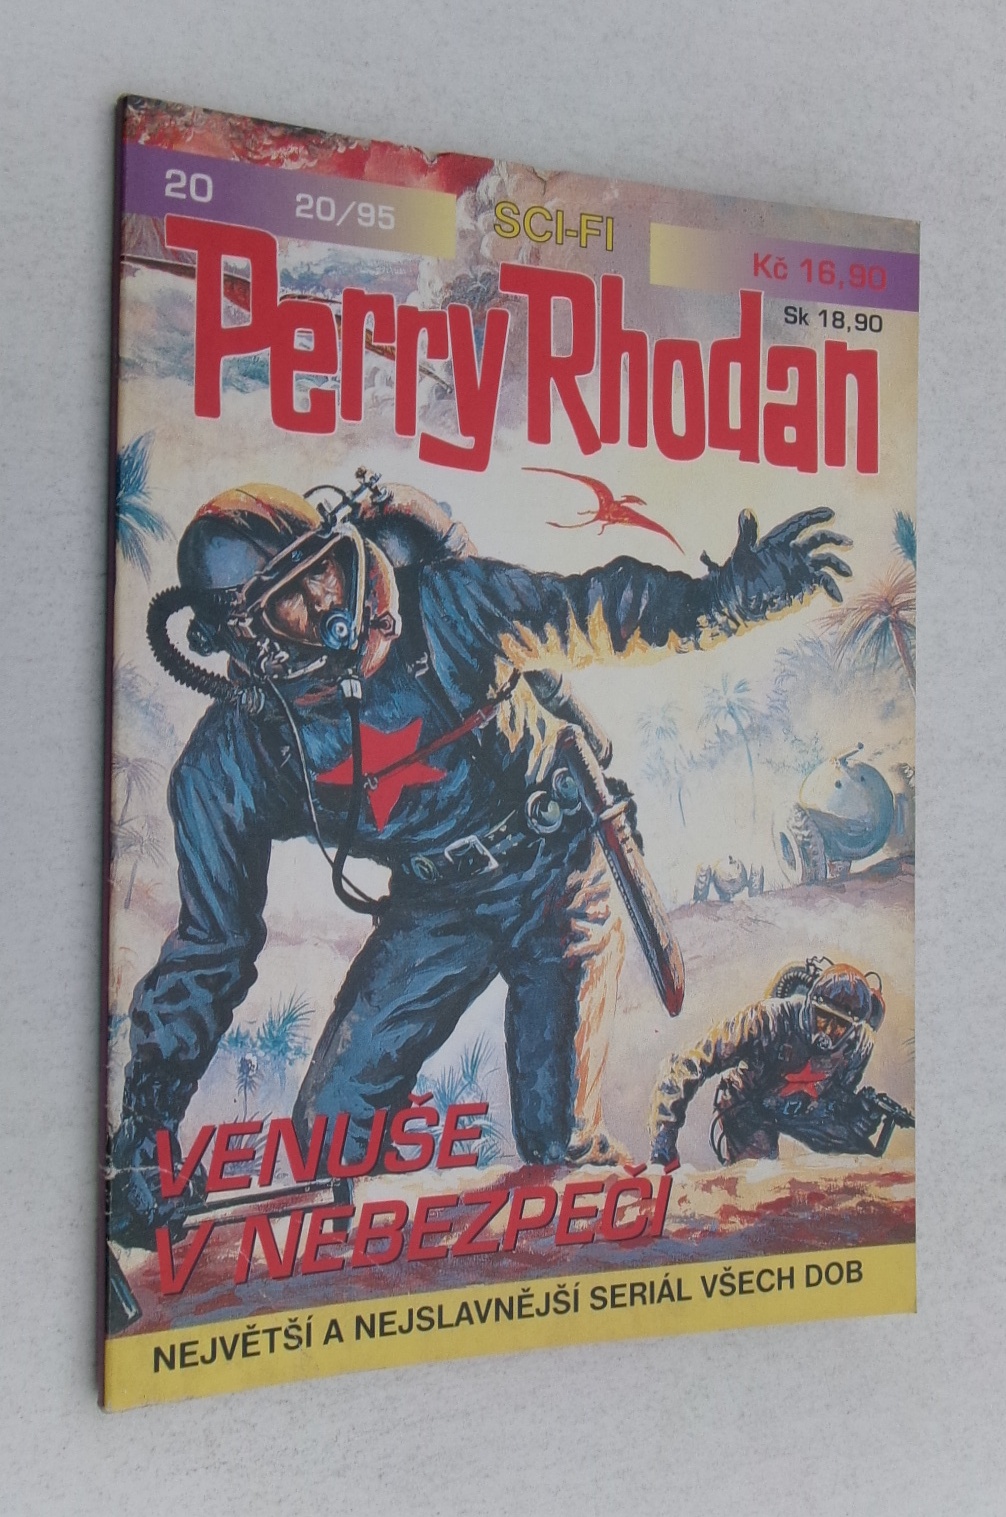 20 20/95 SCI-FI Kč 16,90
Sk 18,90
Perry Rhodan
VENUŠE
V NEBEZPEČÍ
NEJVĚTŠÍ A NEJSLAVNĚJŠÍ SERIÁL VŠECH DOB